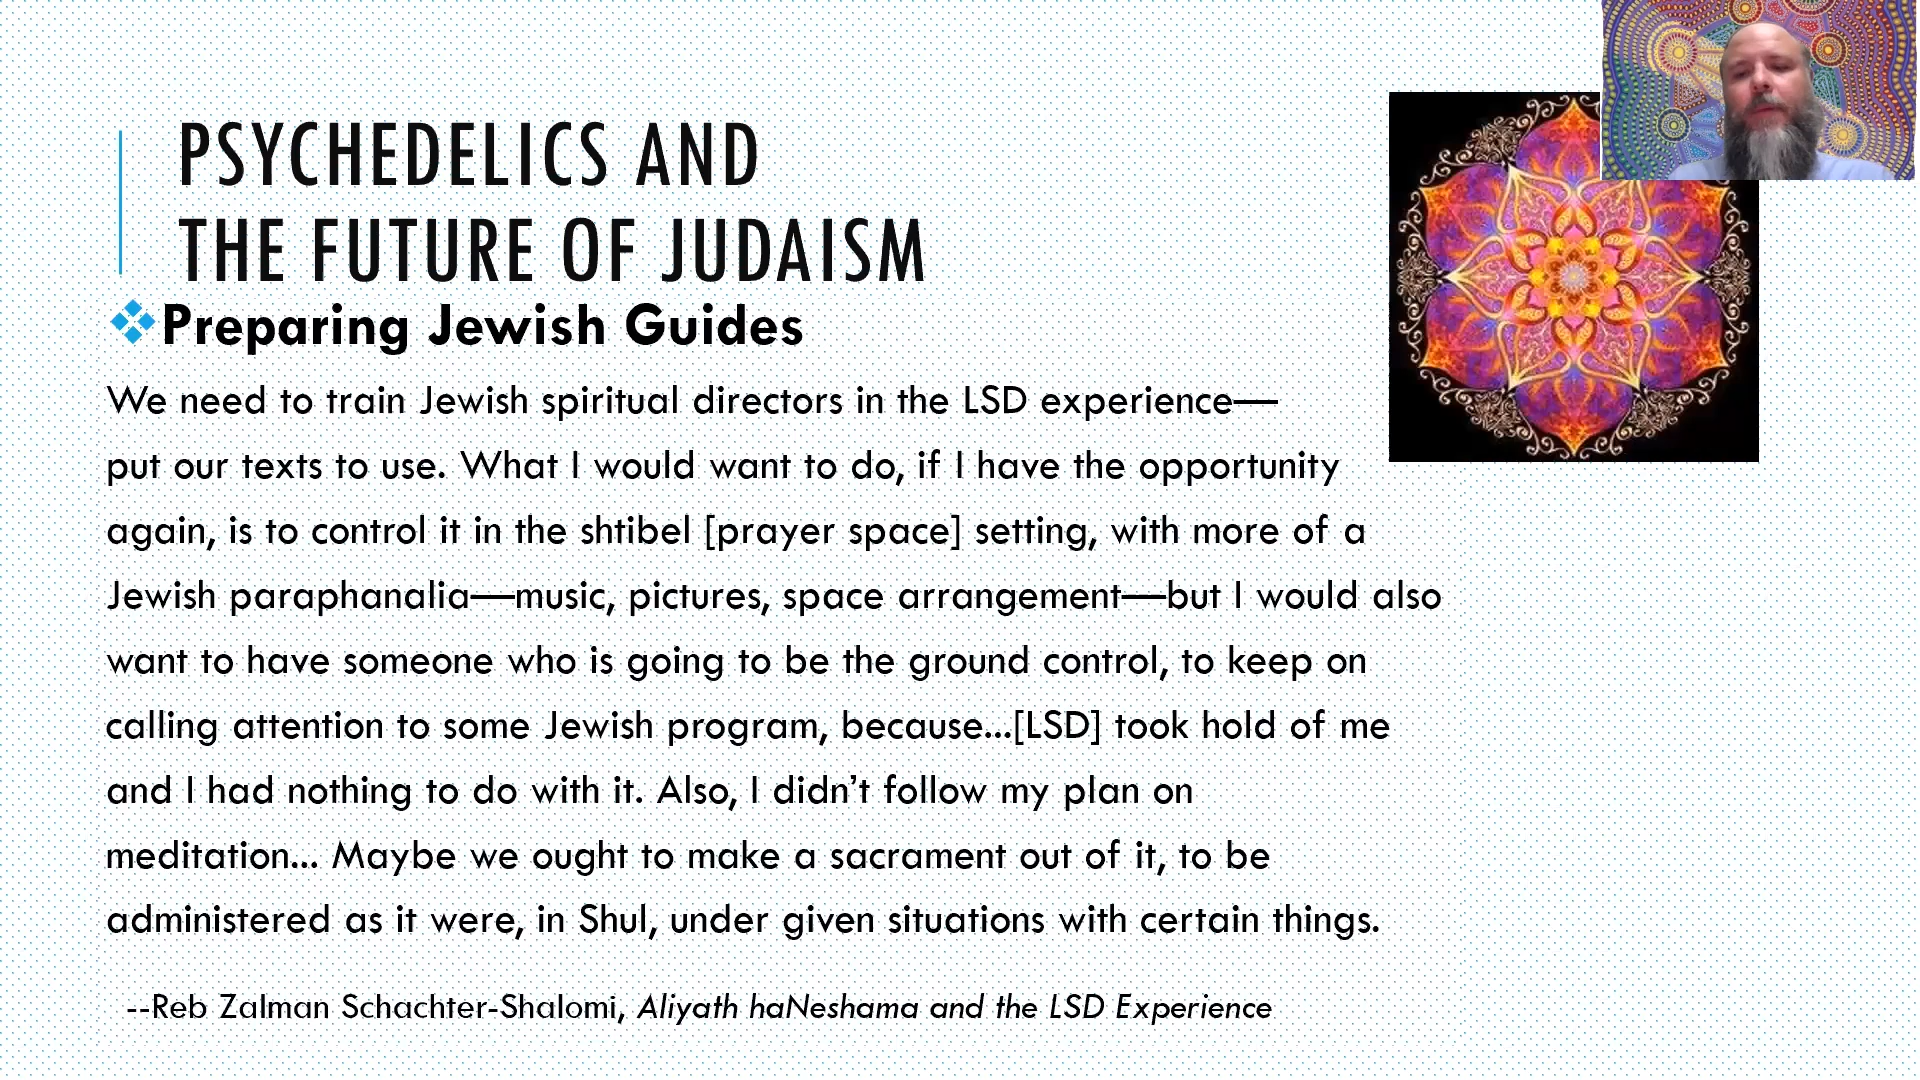 PSYCHEDELICS AND
THE FUTURE OF JUDAISM
Preparing Jewish Guides
We need to train Jewish spiritual directors in the LSD experience—
put our texts to use. What I would want to do, if I have the opportunity
again, is to control it in the shtibel [prayer space] setting, with more of a
Jewish paraphanalia—music, pictures, space arrangement—but I would also
want to have someone who is going to be the ground control, to keep on
calling attention to some Jewish program, because...[LSD] took hold of me
and I had nothing to do with it. Also, I didn’t follow my plan on
meditation... Maybe we ought to make a sacrament out of it, to be
administered as it were, in Shul, under given situations with certain things.
--Reb Zalman Schachter-Shalomi, Aliyath haNeshama and the LSD Experience